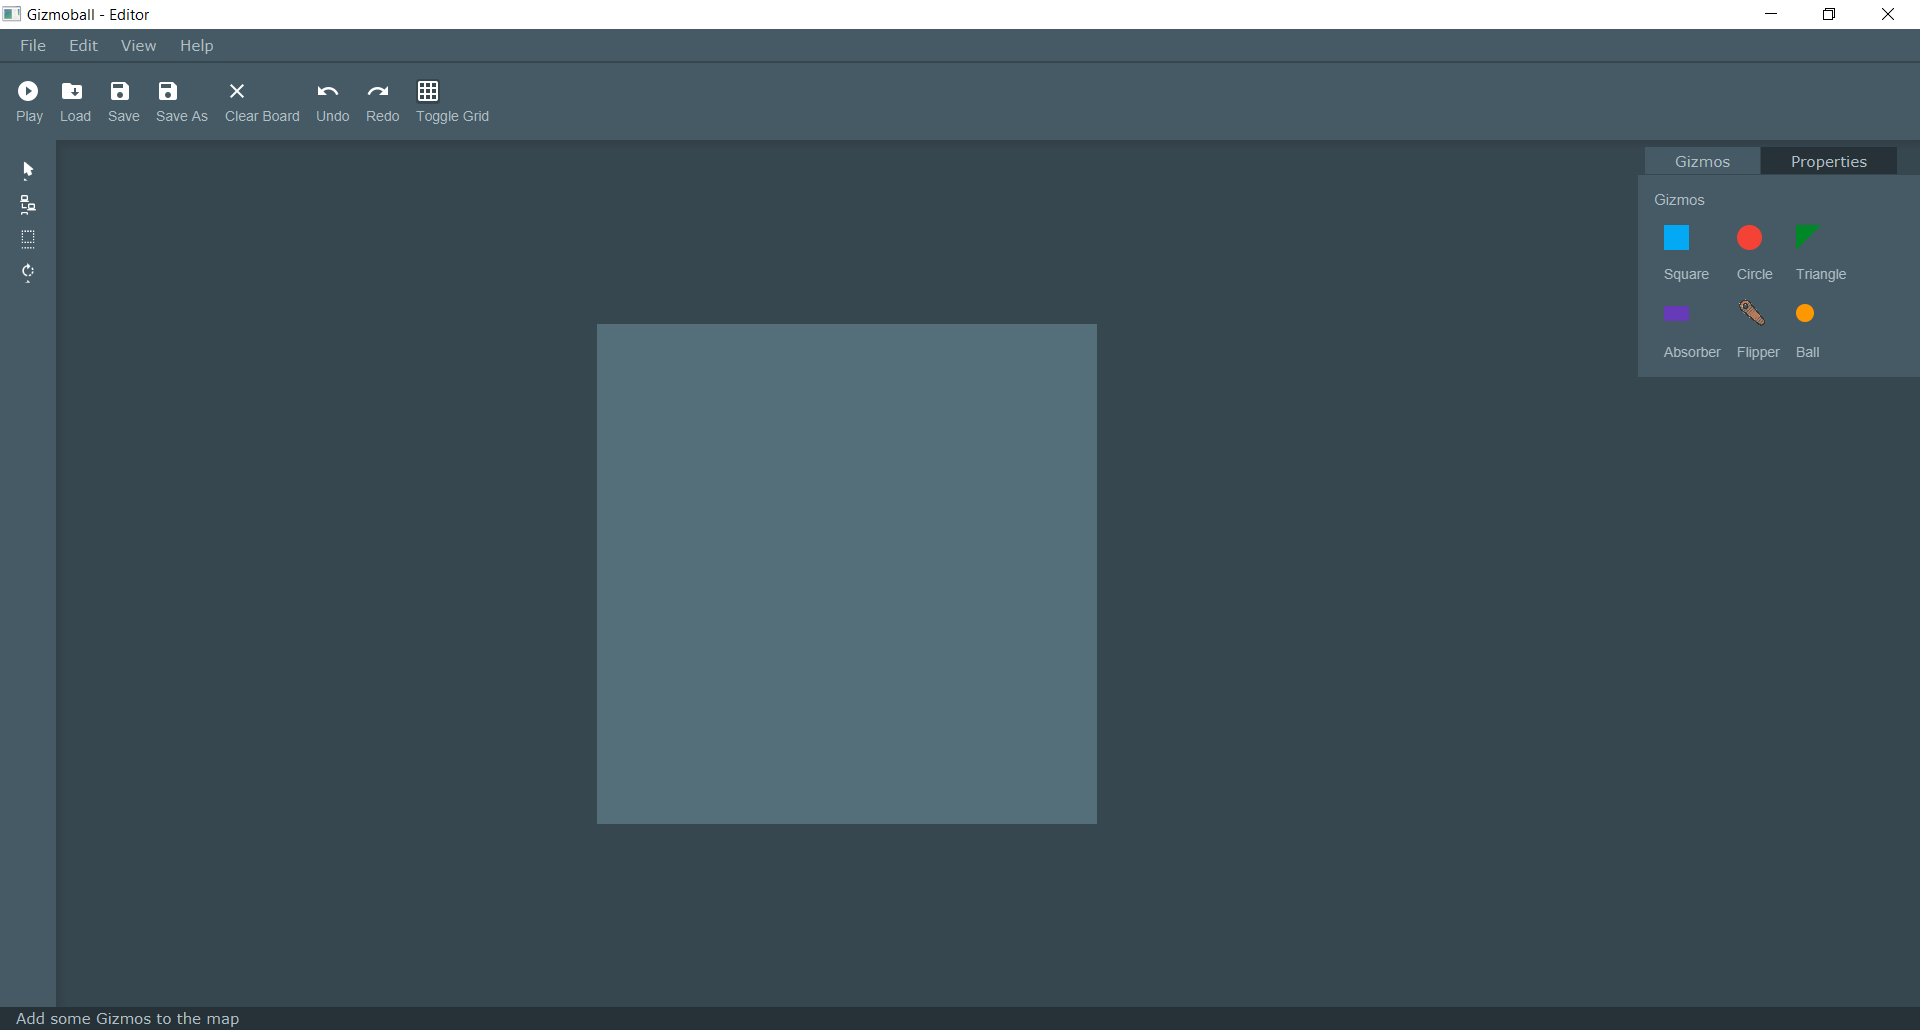 Gizmoball - Editor
File Edit View Help
Play Load Save Save As Clear Board Undo Redo Toggle Grid
Gizmos Properties
Gizmos
Square Circle Triangle
Absorber Flipper Ball
Add some Gizmos to the map